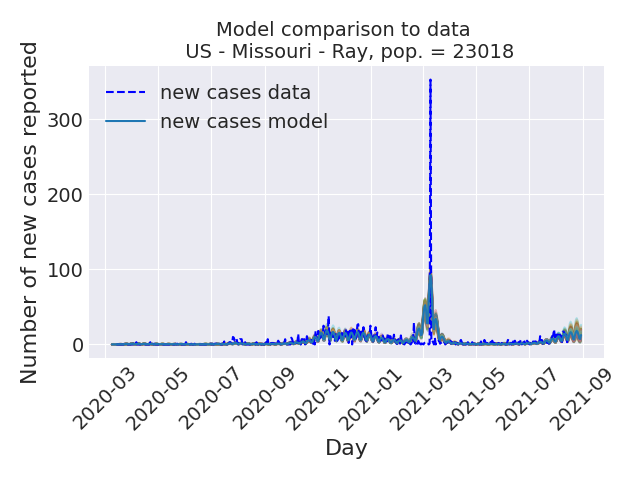 Model comparison to data
US - Missouri - Ray, pop. = 23018
Number of new cases reported
new cases data
new cases model
300
200
100
0
2020-03
2020-05
2020-07
2020-09
2020-11
2021-01
2021-03
2021-05
2021-07
2021-09
Day